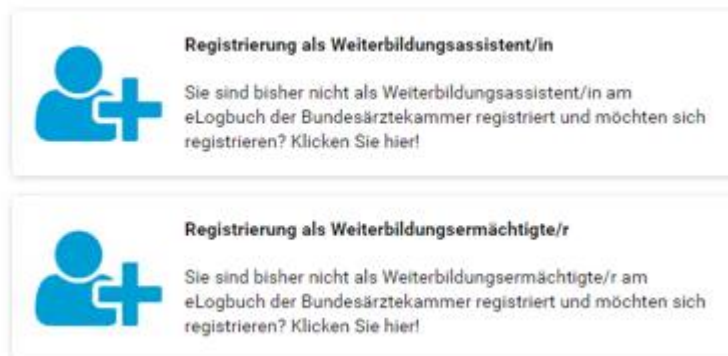 Registrierung als Weiterbildungsassistent/in
Sie sind bisher nicht als Weiterbildungsassistent/in am
eLogbuch der Bundesärztekammer registriert und möchten sich
registrieren? Klicken Sie hier!
Registrierung als Weiterbildungsermächtigte/r
Sie sind bisher nicht als Weiterbildungsermächtigte/r am
eLogbuch der Bundesärztekammer registriert und möchten sich
registrieren? Klicken Sie hier!